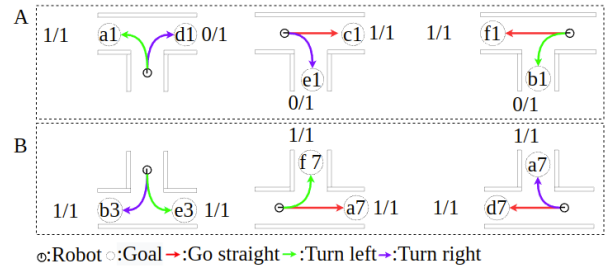 A
1/1 a1 d1 0/1 c1 1/1 1/1 f1
e1 b1
0/1 0/1
B 1/1 1/1
f 7 a7
1/1 b3 e3 1/1 a7 1/1 1/1 d7
:Robot :Goal :Go straight :Turn left :Turn right